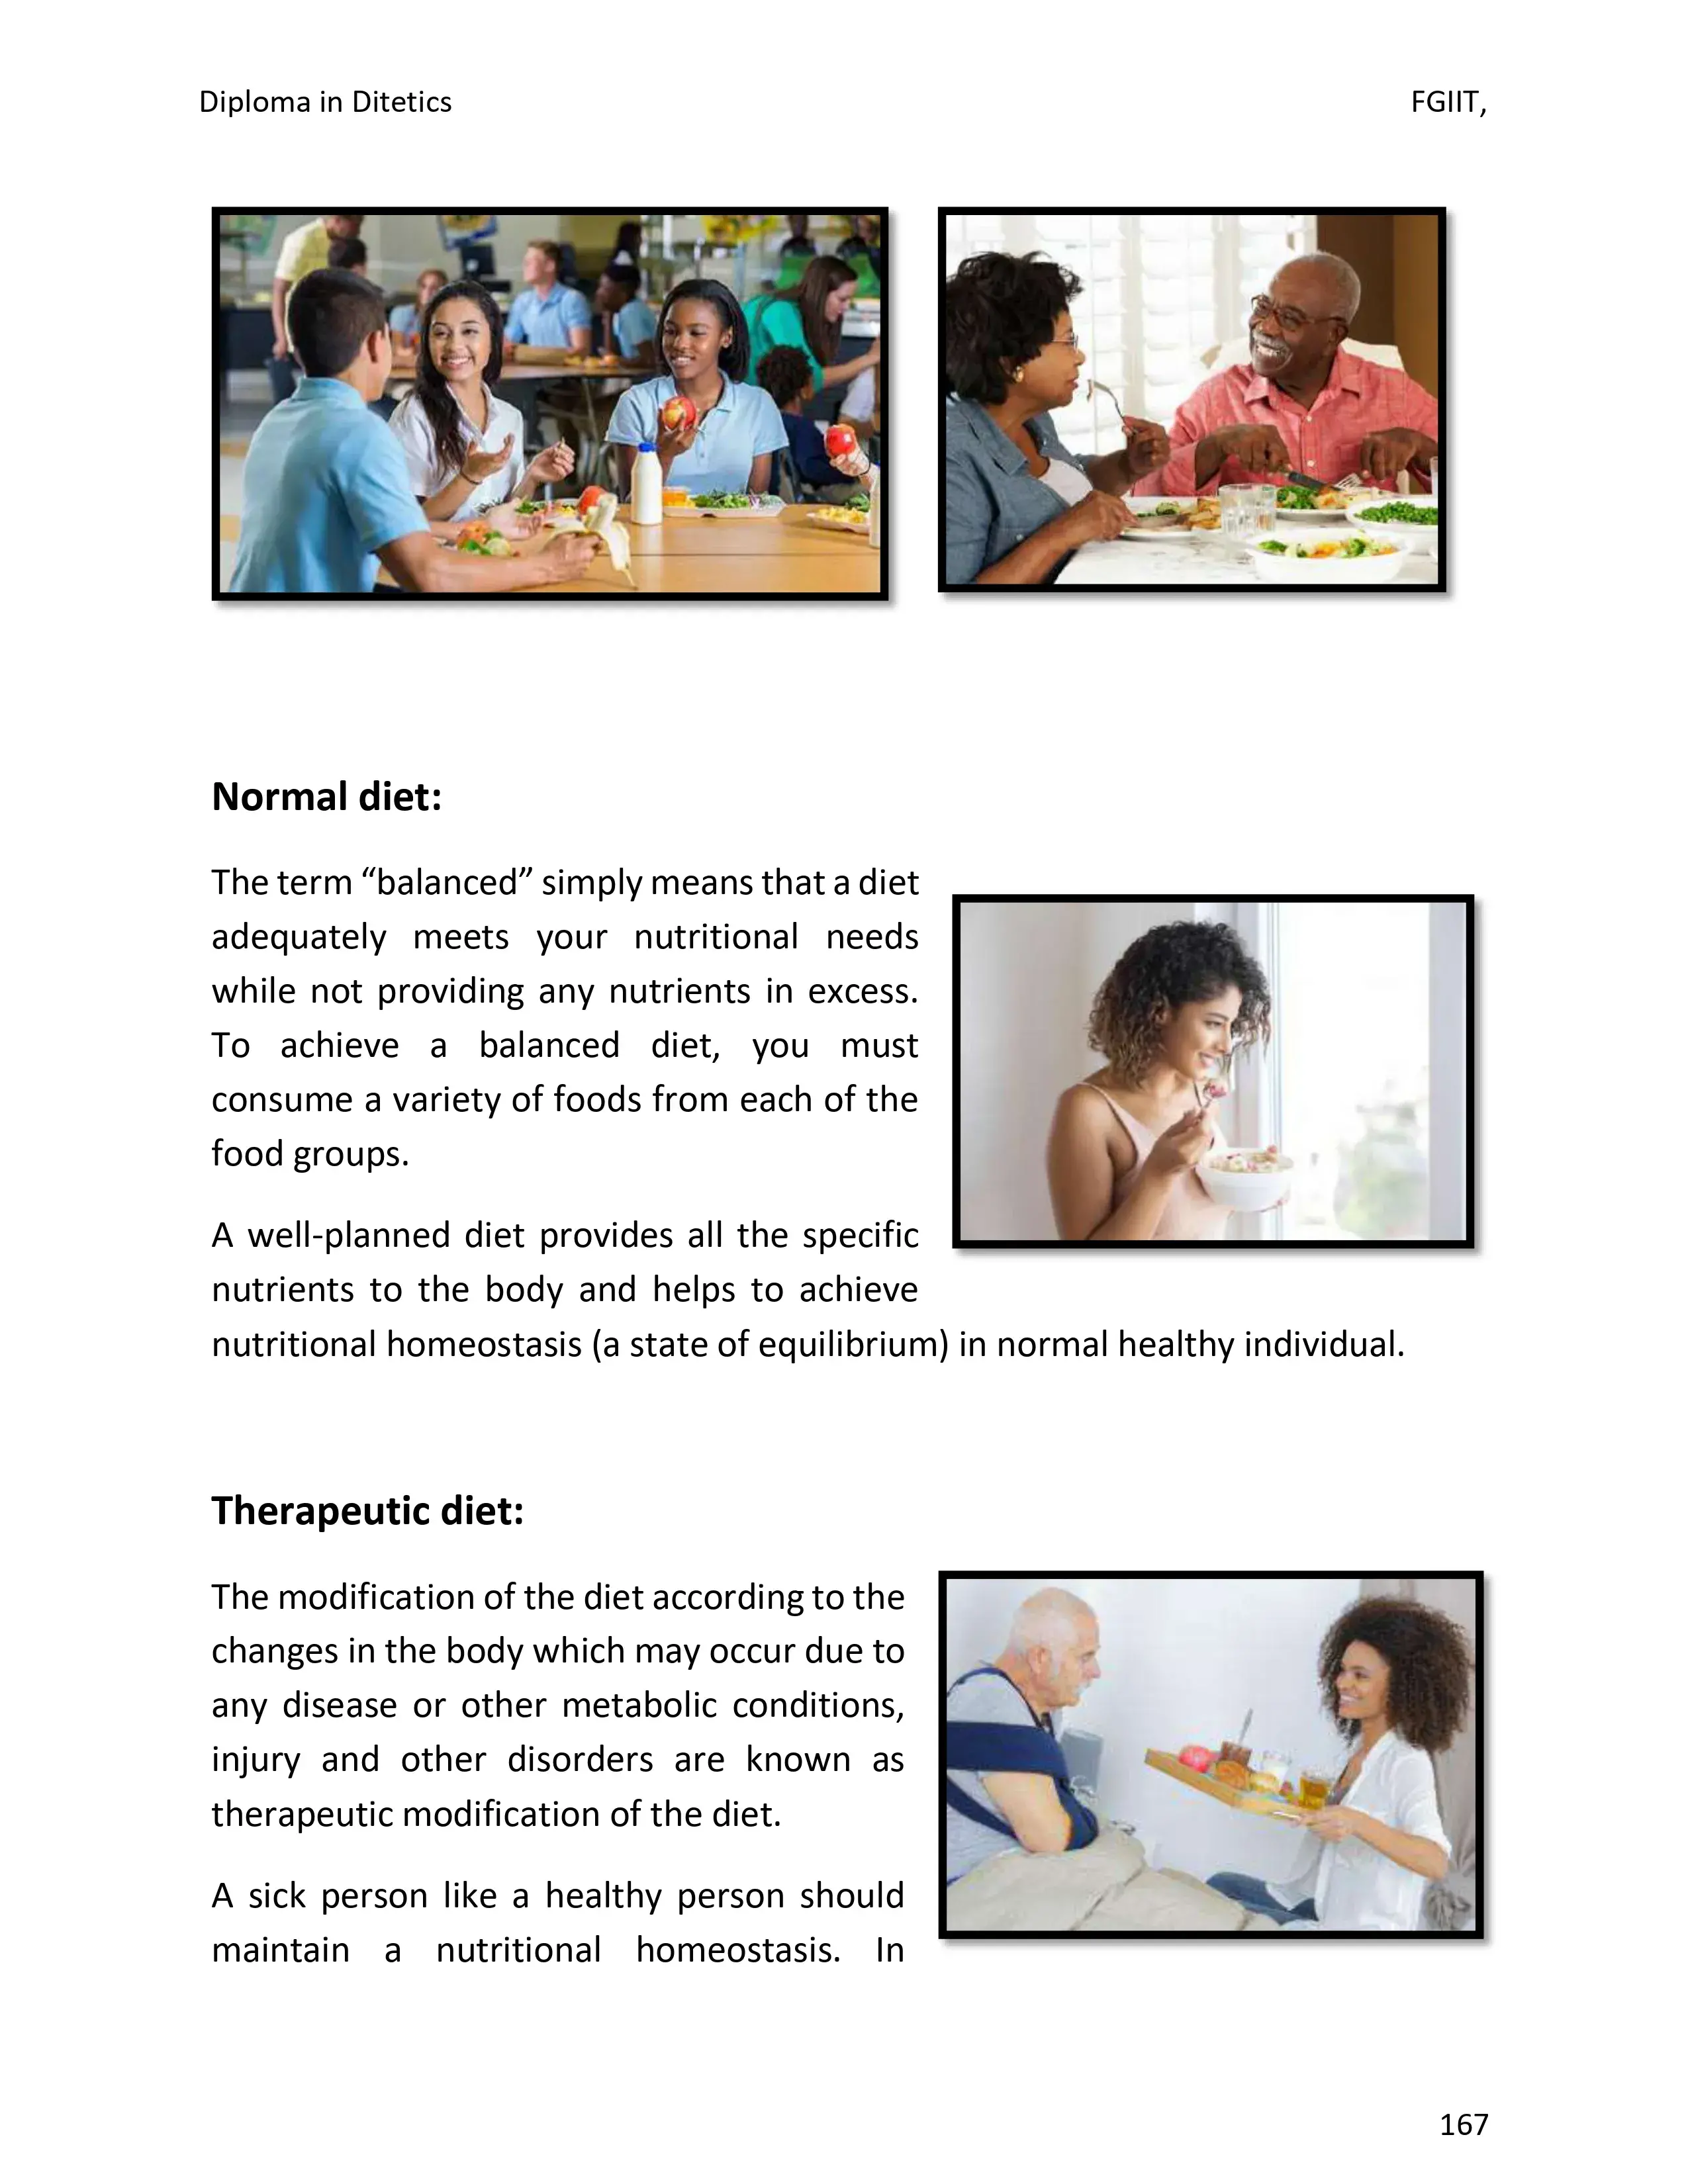 Diploma in Ditetics FGIIT,
Normal diet:
The term “balanced” simply means that a diet
adequately meets your nutritional needs
while not providing any nutrients in excess.
To achieve a balanced diet, you must
consume a variety of foods from each of the
food groups.
A well-planned diet provides all the specific
nutrients to the body and helps to achieve
nutritional homeostasis (a state of equilibrium) in normal healthy individual.
Therapeutic diet:
The modification of the diet according to the
changes in the body which may occur due to
any disease or other metabolic conditions,
injury and other disorders are known as
therapeutic modification of the diet.
A sick person like a healthy person should
maintain a nutritional homeostasis. In
167